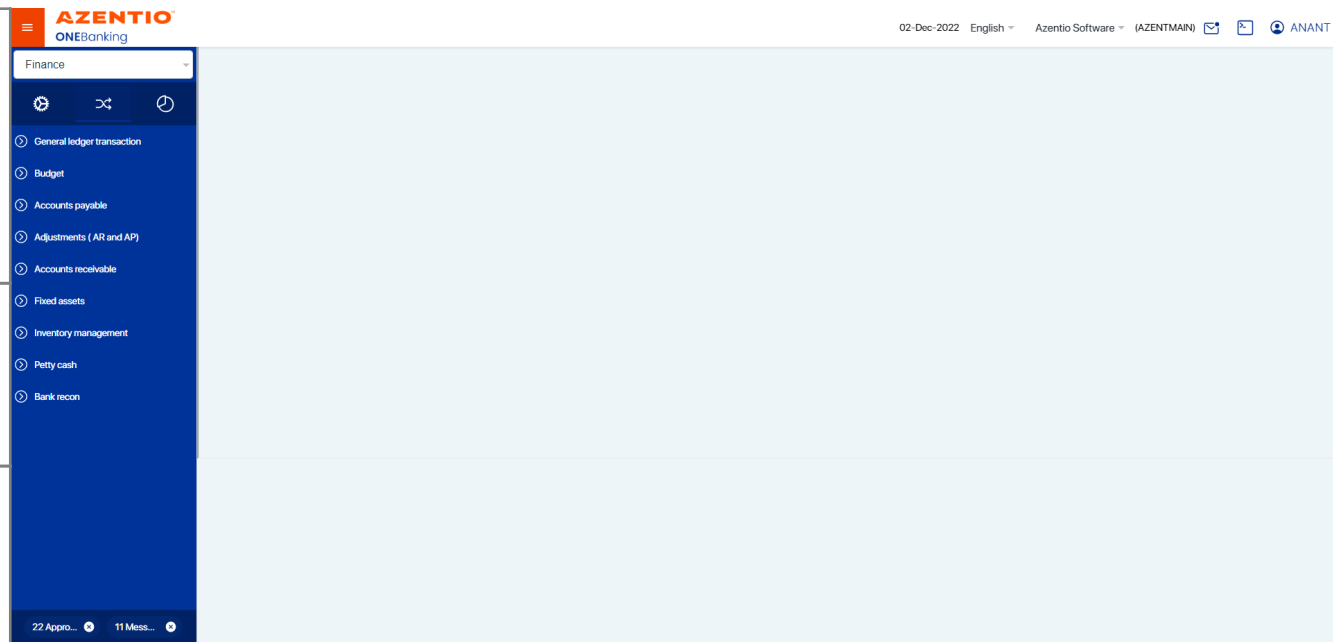 AZENTIO
ONEBanking
02-Dec-2022 English Azentio Software (AZENTMAIN) ANANT
Finance
General ledger transaction
Budget
Accounts payable
Adjustments ( AR and AP)
Accounts receivable
Fixed assets
Inventory management
Petty cash
Bank recon
22 Appro... 11 Mess...